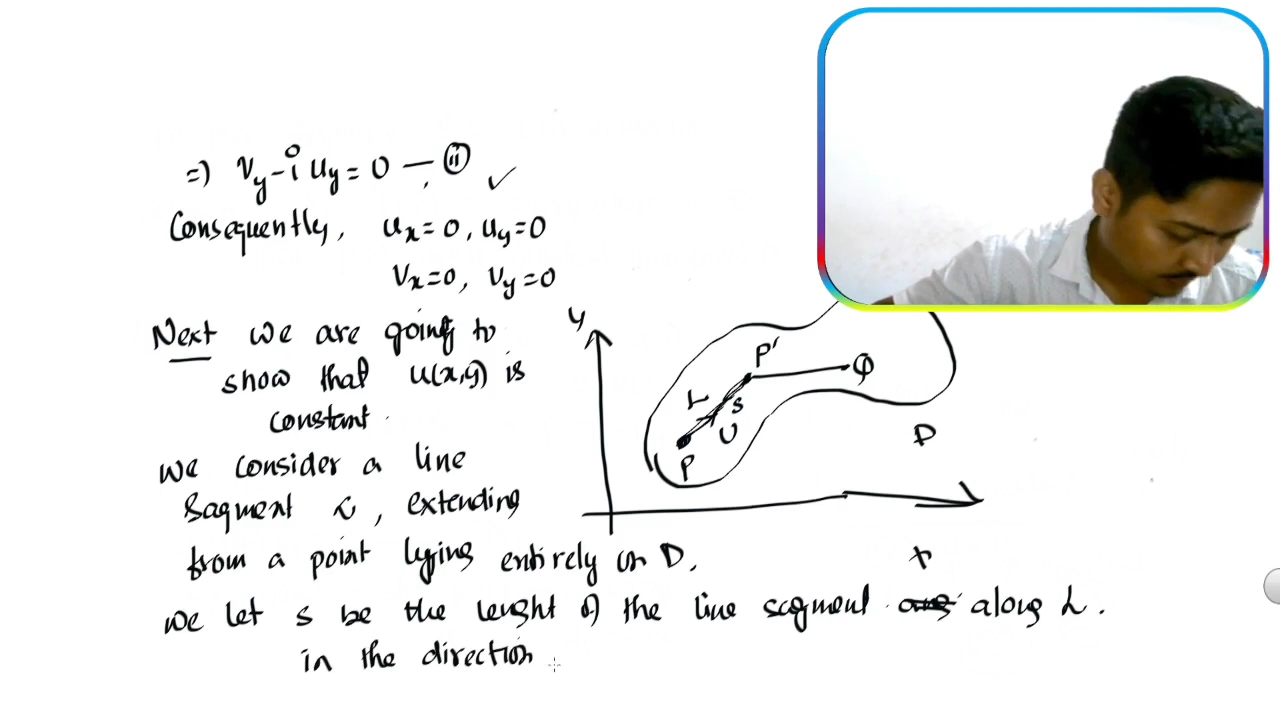 =) Vy - i uy = 0 — ii ✓
Consequently, ux = 0, uy = 0
Vx = 0, Vy = 0
Next we are going to
show that u(x,y) is
constant.
we consider a line
Sagment L, extending
from a point lying entirely on D.
we let s be the lenght of the line segment along L.
in the direction
y
P'
Q
L
S
U
P
D
x